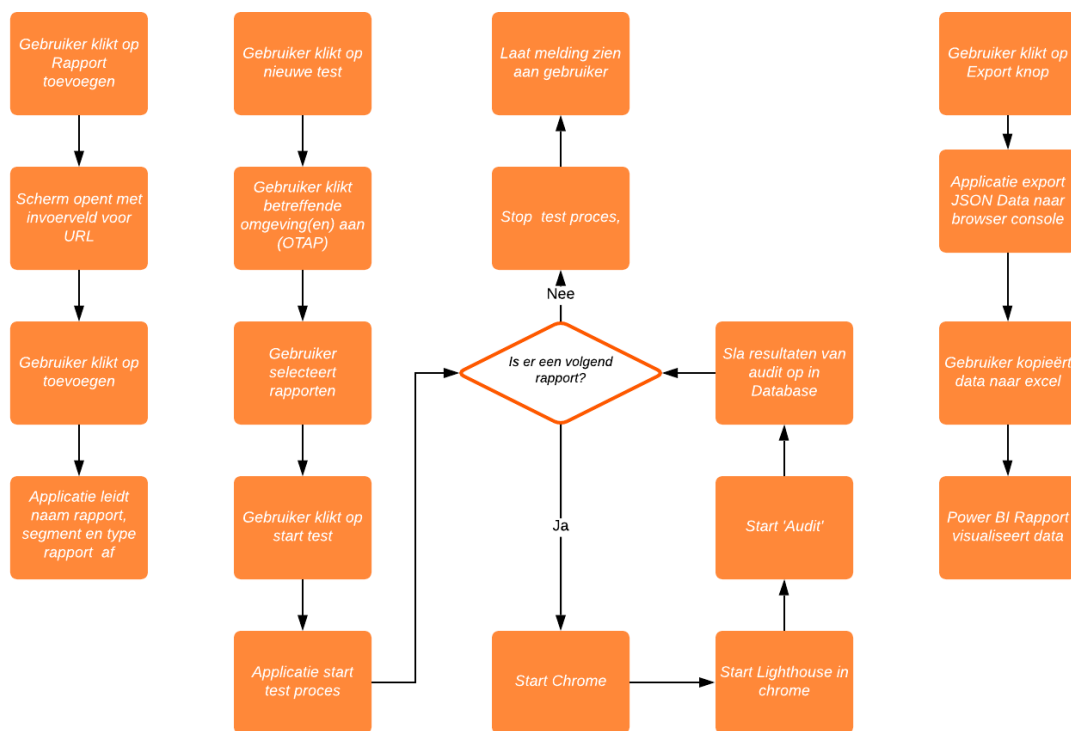 Gebruiker klikt op
Rapport
toevoegen
Scherm opent met
invoerveld voor
URL
Gebruiker klikt op
toevoegen
Applicatie leidt
naam rapport,
segment en type
rapport af
Gebruiker klikt op
nieuwe test
Gebruiker klikt
betreffende
omgeving(en) aan
(OTAP)
Gebruiker
selecteert
rapporten
Gebruiker klikt op
start test
Applicatie start
test proces
Laat melding zien
aan gebruiker
Stop test proces,
Nee
Is er een volgend
rapport?
Ja
Start Chrome
Sla resultaten van
audit op in
Database
Start 'Audit'
Start Lighthouse in
chrome
Gebruiker klikt op
Export knop
Applicatie export
JSON Data naar
browser console
Gebruiker kopieërt
data naar excel
Power BI Rapport
visualiseert data